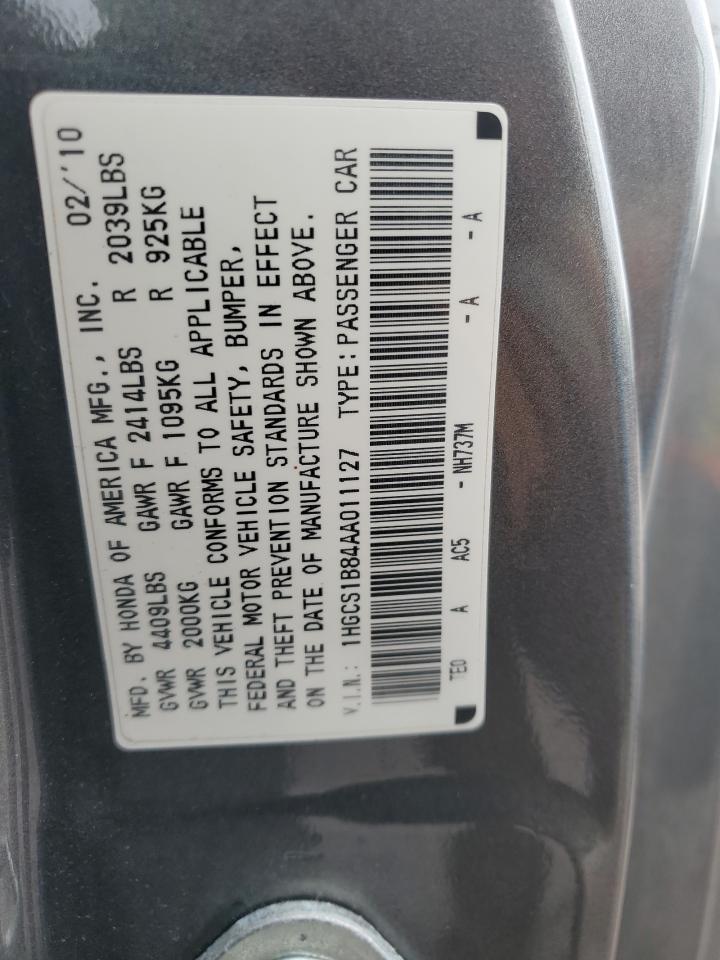 MFD. BY HONDA OF AMERICA MFG., INC. 02/'10
GVWR 4409LBS GAWR F 2414LBS R 2039LBS
GVWR 2000KG GAWR F 1095KG R 925KG
THIS VEHICLE CONFORMS TO ALL APPLICABLE
FEDERAL MOTOR VEHICLE SAFETY, BUMPER,
AND THEFT PREVENTION STANDARDS IN EFFECT
ON THE DATE OF MANUFACTURE SHOWN ABOVE.
V.I.N.: 1HGCS1B84AA011127 TYPE:PASSENGER CAR
TE0 A AC5 - NH737M - A - A